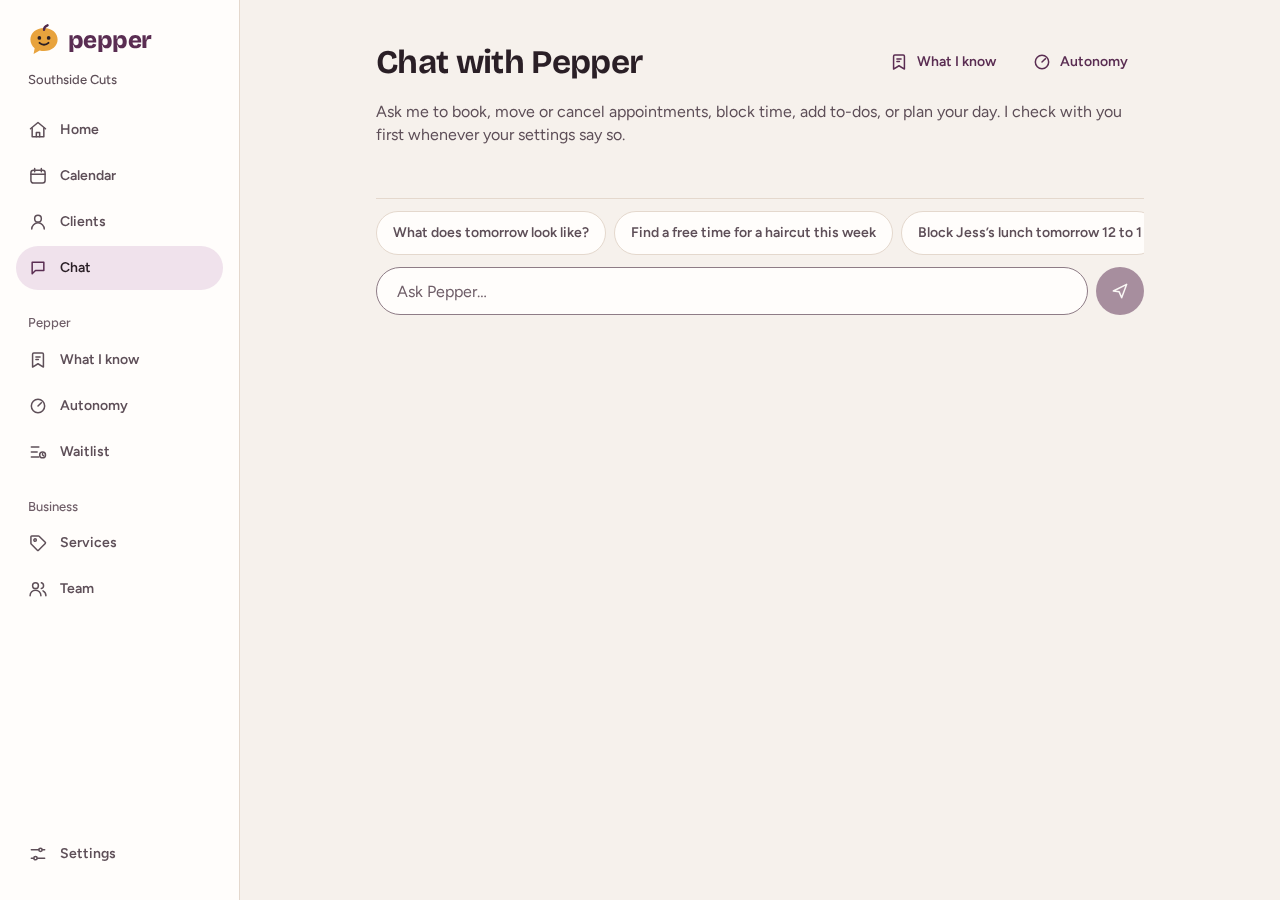 pepper
Southside Cuts
Home
Calendar
Clients
Chat
Pepper
What I know
Autonomy
Waitlist
Business
Services
Team
Settings
Chat with Pepper
What I know
Autonomy
Ask me to book, move or cancel appointments, block time, add to-dos, or plan your day. I check with you
first whenever your settings say so.
What does tomorrow look like?
Find a free time for a haircut this week
Block Jess's lunch tomorrow 12 to 1
Ask Pepper...